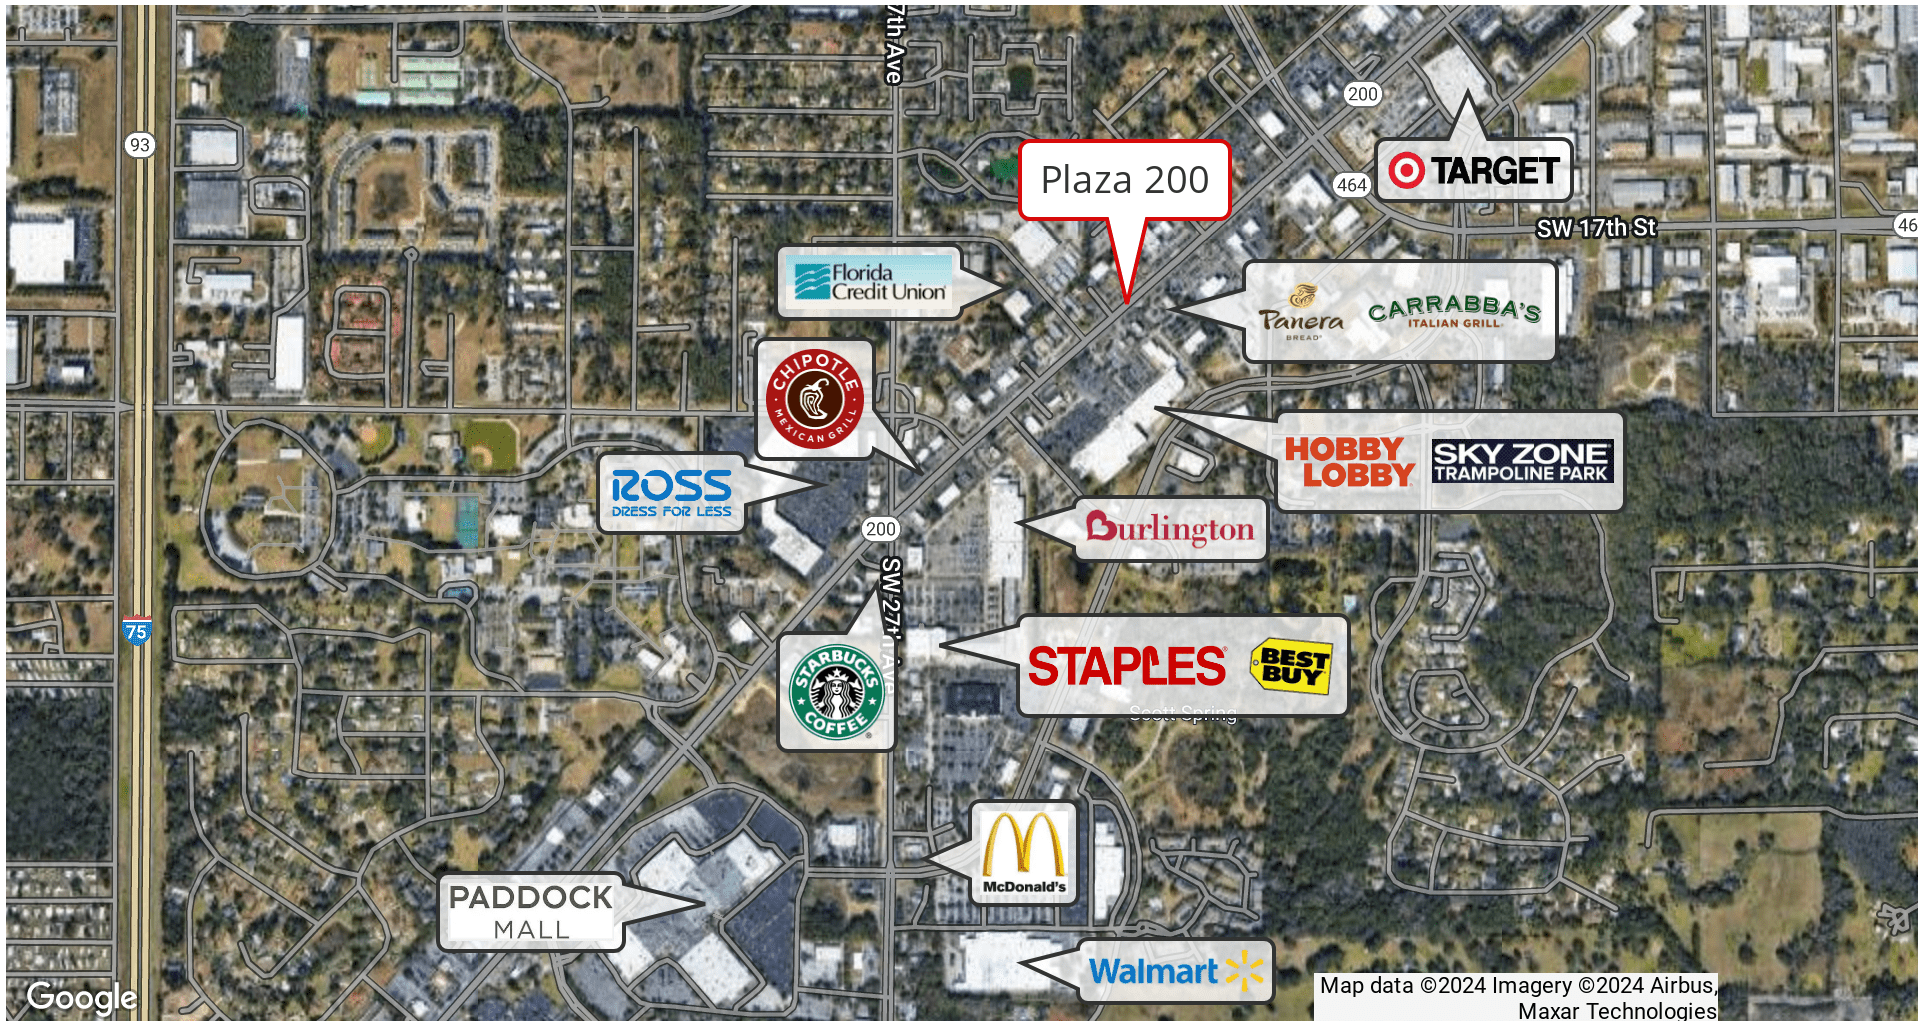 7th Ave
200
93
TARGET
Plaza 200
464
SW 17th St
46
Florida
Credit Union
Panera
BREAD
CARRABBA'S
ITALIAN GRILL
CHIPOTLE
MEXICAN GRILL
HOBBY
LOBBY
SKY ZONE
TRAMPOLINE PARK
ROSS
DRESS FOR LESS
Burlington
200
SW 27th Ave
75
STARBUCKS
COFFEE
STAPLES
BEST
BUY
Scott Spring
McDonald's
PADDOCK
MALL
Walmart
Google
Map data ©2024 Imagery ©2024 Airbus,
Maxar Technologies